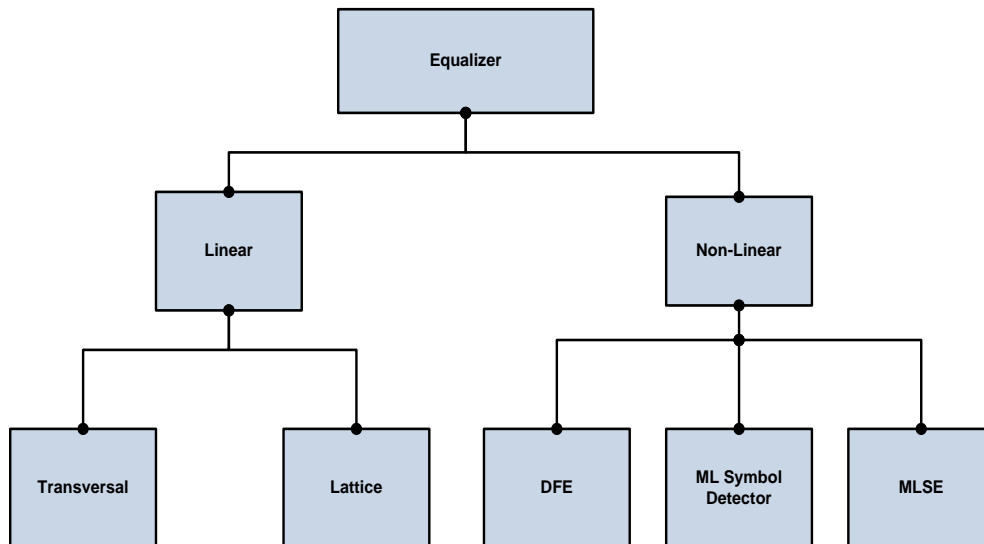 Equalizer
Linear
Non-Linear
Transversal
Lattice
DFE
ML Symbol
Detector
MLSE